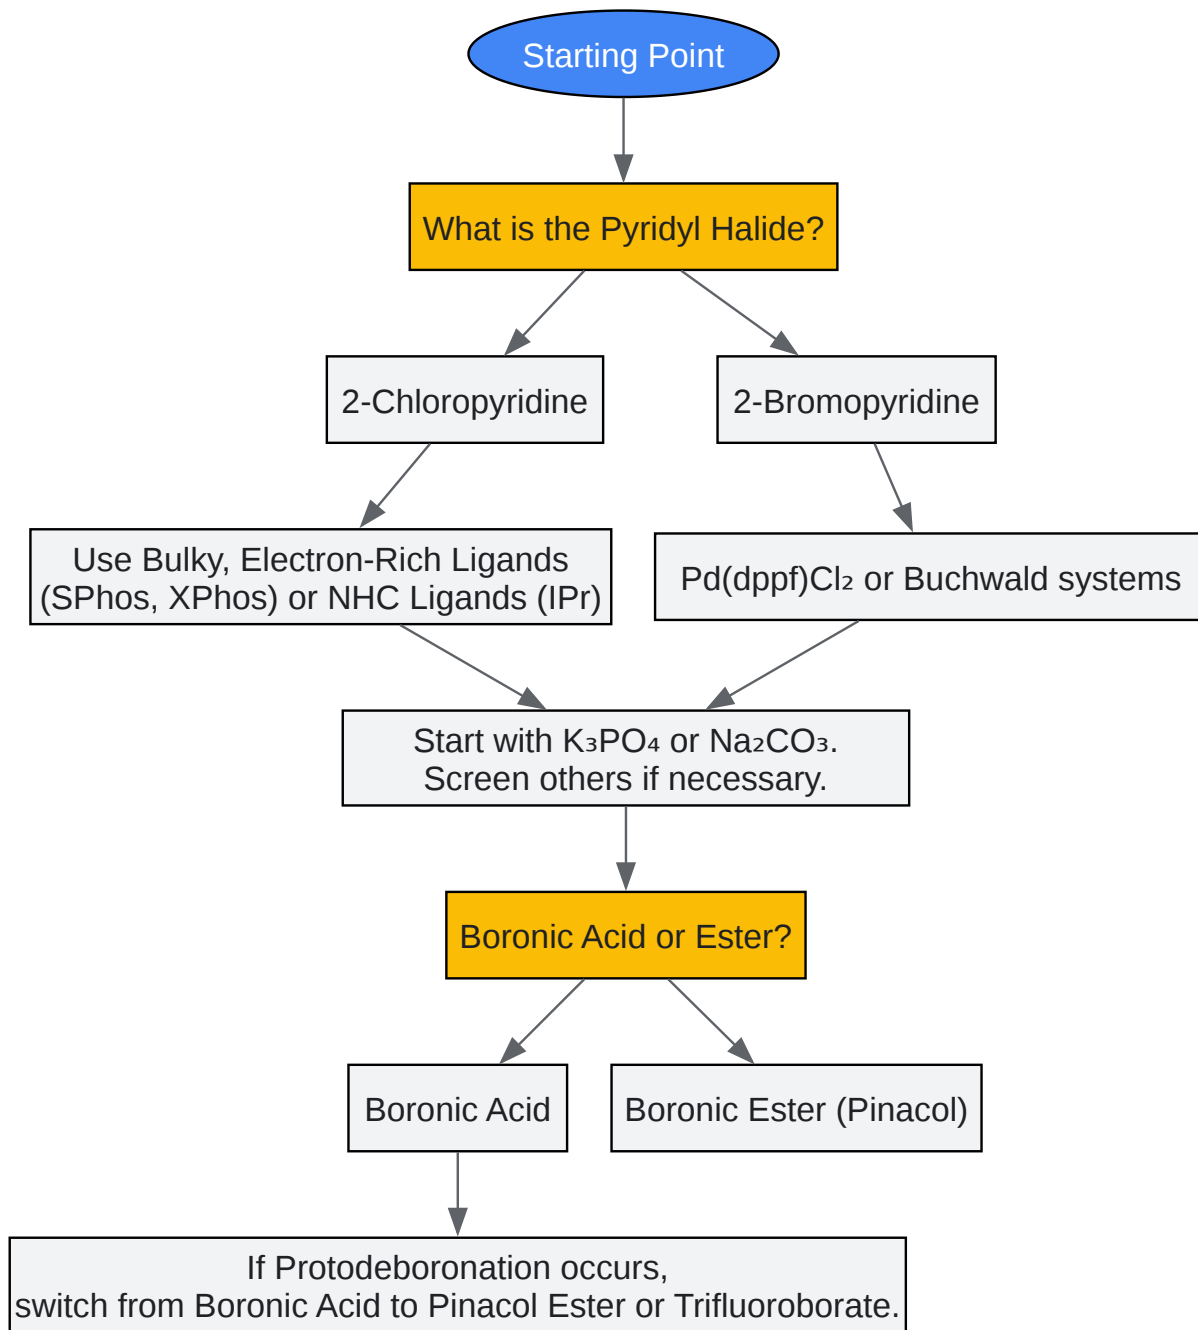 Starting Point
What is the Pyridyl Halide?
2-Chloropyridine
2-Bromopyridine
Use Bulky, Electron-Rich Ligands
(SPhos, XPhos) or NHC Ligands (IPr)
Pd(dppf)Cl₂ or Buchwald systems
Start with K₃PO₄ or Na₂CO₃.
Screen others if necessary.
Boronic Acid or Ester?
Boronic Acid
Boronic Ester (Pinacol)
If Protodeboronation occurs,
switch from Boronic Acid to Pinacol Ester or Trifluoroborate.